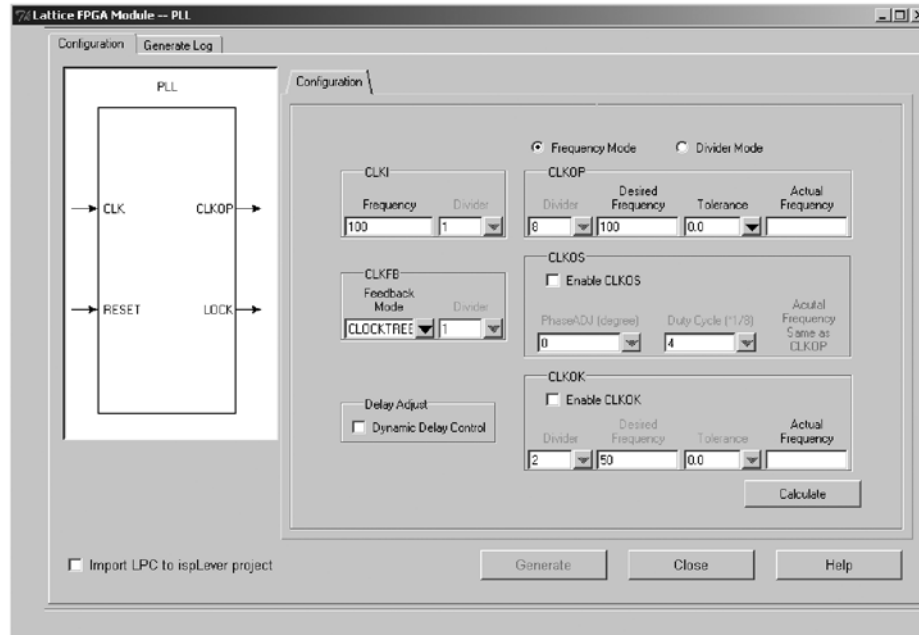 Lattice FPGA Module -- PLL
Configuration
Generate Log
PLL
CLK
CLKOP
RESET
LOCK
Configuration
Frequency Mode
Divider Mode
CLKI
Frequency
Divider
100
1
CLKOP
Divider
Desired
Frequency
Tolerance
Actual
Frequency
8
100
0.0
CLKFB
Feedback
Mode
Divider
CLOCKTREE
1
CLKOS
Enable CLKOS
PhaseADJ (degree)
Duty Cycle (*1/8)
Acutal
Frequency
Same as
CLKOP
0
4
Delay Adjust
Dynamic Delay Control
CLKOK
Enable CLKOK
Divider
Desired
Frequency
Tolerance
Actual
Frequency
2
50
0.0
Calculate
Import LPC to ispLever project
Generate
Close
Help